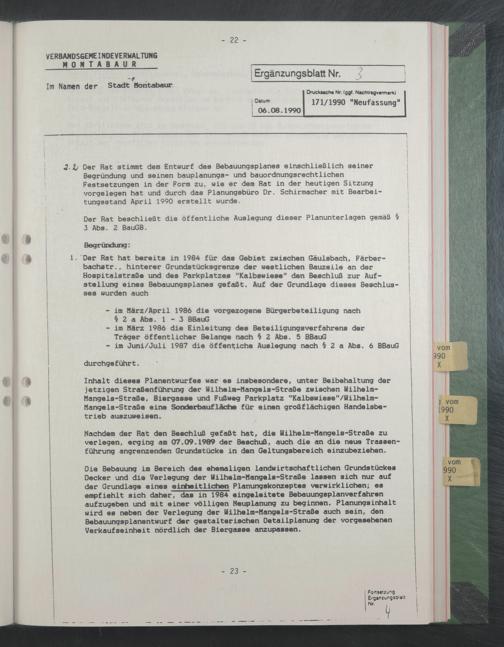 - 22 -
VERBANDSGEMEINDEVERWALTUNG
MONTABAUR
Im Namen der Stadt Montabaur
Ergänzungsblatt Nr. 3
Datum
06.08.1990
Drucksache Nr. (ggf. Nachtragsvermerk)
171/1990 "Neufassung"
2.2 Der Rat stimmt dem Entwurf des Bebauungsplanes einschließlich seiner
Begründung und seinen bauplanungs- und bauordnungsrechtlichen
Festsetzungen in der Form zu, wie er dem Rat in der heutigen Sitzung
vorgelegen hat und durch das Planungsbüro Dr. Schirmacher mit Bearbei-
tungsstand April 1990 erstellt wurde.
Der Rat beschließt die öffentliche Auslegung dieser Planunterlagen gemäß §
3 Abs. 2 BauGB.
Begründung:
1. Der Rat hat bereits in 1984 für das Gebiet zwischen Gäulsbach, Färber-
bachstr., hinterer Grundstücksgrenze der westlichen Bauzeile an der
Hospitalstraße und des Parkplatzes "Kalbswiese" den Beschluß zur Auf-
stellung eines Bebauungsplanes gefaßt. Auf der Grundlage dieses Beschlus-
ses wurden auch
- im März/April 1986 die vorgezogene Bürgerbeteiligung nach
§ 2 a Abs. 1 - 3 BBauG
- im März 1986 die Einleitung des Beteiligungsverfahrens der
Träger öffentlicher Belange nach § 2 Abs. 5 BBauG
- im Juni/Juli 1987 die öffentliche Auslegung nach § 2 a Abs. 6 BBauG
durchgeführt.
Inhalt dieses Planentwurfes war es insbesondere, unter Beibehaltung der
jetzigen Straßenführung der Wilhelm-Mangels-Straße zwischen Wilhelm-
Mangels-Straße, Biergasse und Fußweg Parkplatz "Kalbswiese"/Wilhelm-
Mangels-Straße eine Sonderbaufläche für einen großflächigen Handelsbe-
trieb auszuweisen.
Nachdem der Rat den Beschluß gefaßt hat, die Wilhelm-Mangels-Straße zu
verlegen, erging am 07.09.1989 der Beschuß, auch die an die neue Trassen-
führung angrenzenden Grundstücke in den Geltungsbereich einzubeziehen.
Die Bebauung im Bereich des ehemaligen landwirtschaftlichen Grundstückes
Decker und die Verlegung der Wilhelm-Mangels-Straße lassen sich nur auf
der Grundlage eines einheitlichen Planungskonzeptes verwirklichen; es
empfiehlt sich daher, das in 1984 eingeleitete Bebauungsplanverfahren
aufzugeben und mit einer völligen Neuplanung zu beginnen. Planungsinhalt
wird es neben der Verlegung der Wilhelm-Mangels-Straße auch sein, den
Bebauungsplanentwurf der gestalterischen Detailplanung der vorgesehenen
Verkaufseinheit nördlich der Biergasse anzupassen.
- 23 -
Fortsetzung
Ergänzungsblatt
Nr. 4
vom
990
X
vom
1990
X
vom
990
X